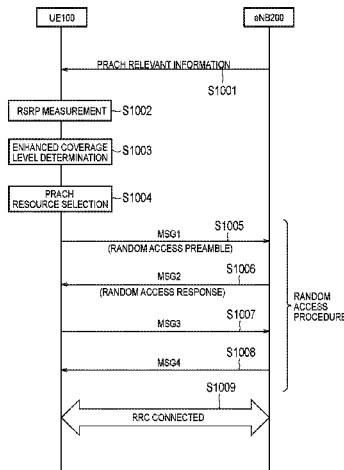 UE100
eNB200
PRACH RELEVANT INFORMATION
S1001
RSRP MEASUREMENT
S1002
ENHANCED COVERAGE
LEVEL DETERMINATION
S1003
PRACH
RESOURCE SELECTION
S1004
MSG1
S1005
(RANDOM ACCESS PREAMBLE)
MSG2
S1006
(RANDOM ACCESS RESPONSE)
MSG3
S1007
MSG4
S1008
RANDOM
ACCESS
PROCEDURE
S1009
RRC CONNECTED